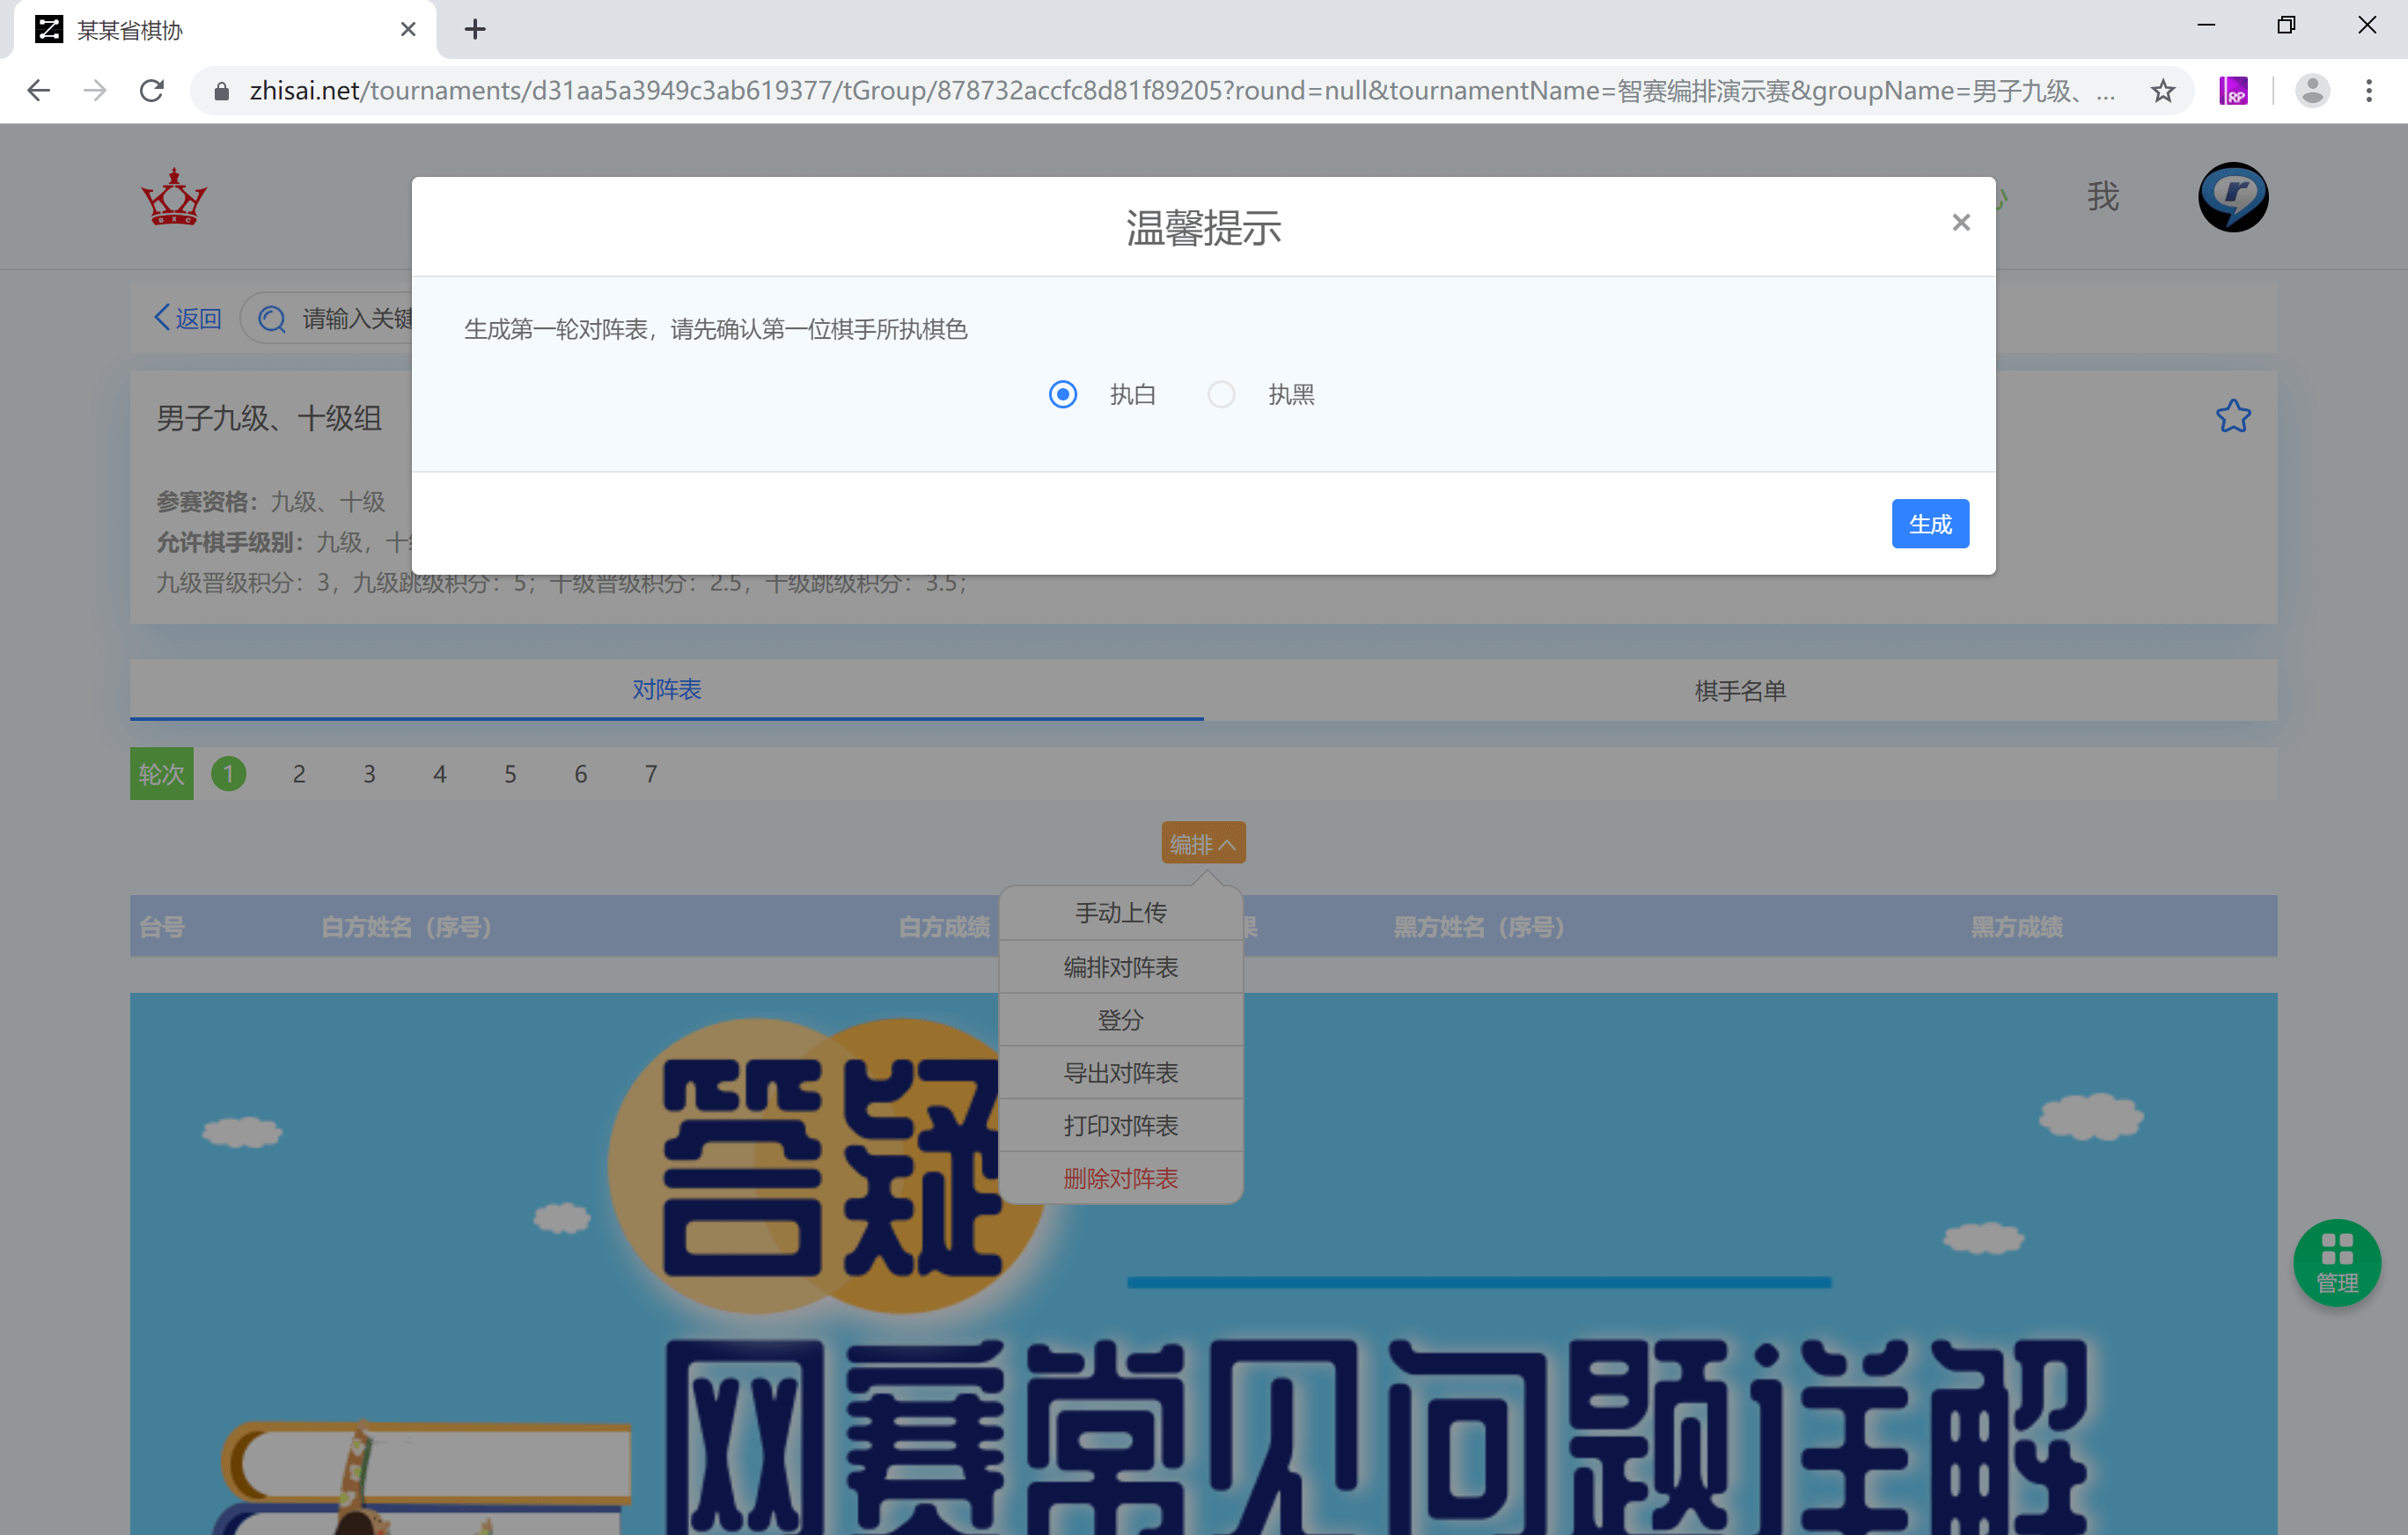 某某省棋协
zhisai.net/tournaments/d31aa5a3949c3ab619377/tGroup/878732accfc8d81f89205?round=null&tournamentName=智赛编排演示赛&groupName=男子九级、...
RP
BXC
我
温馨提示
返回
请输入关键
生成第一轮对阵表，请先确认第一位棋手所执棋色
执白
执黑
生成
男子九级、十级组
参赛资格：九级、十级
允许棋手级别：九级，十
九级晋级积分：3，九级跳级积分：5；十级晋级积分：2.5，十级跳级积分：3.5；
对阵表
棋手名单
轮次 1 2 3 4 5 6 7
编排
手动上传
编排对阵表
登分
导出对阵表
打印对阵表
删除对阵表
台号 白方姓名（序号） 白方成绩 果 黑方姓名（序号） 黑方成绩
答疑
网赛常见问题详解
管理